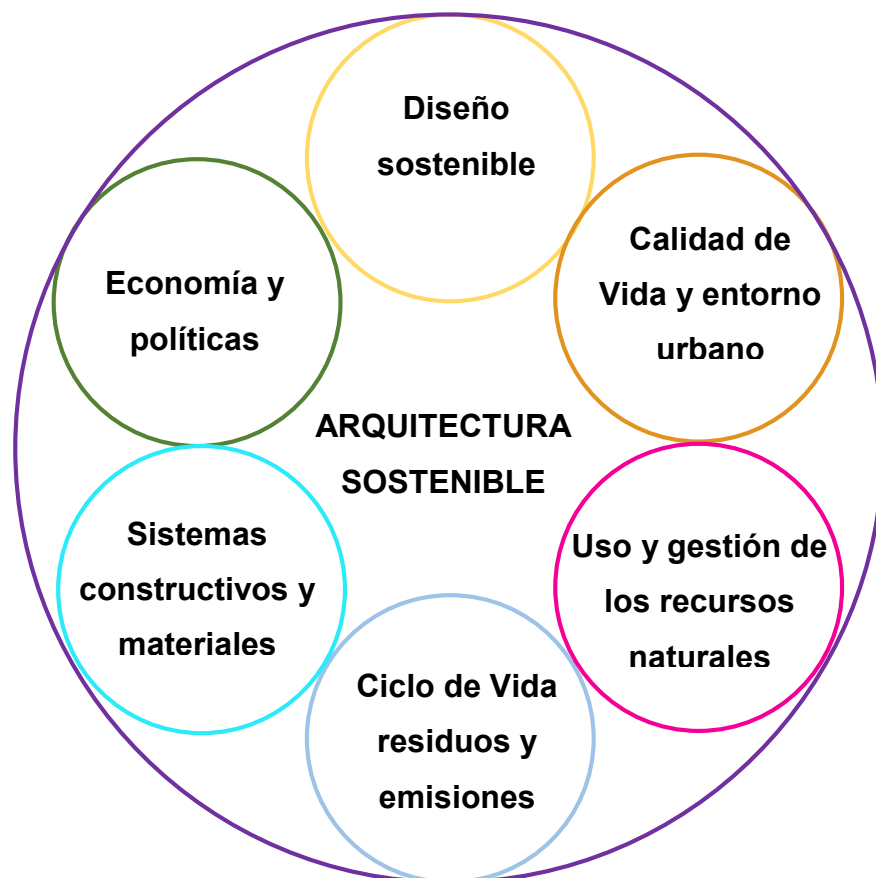 Diseño
sostenible
Calidad de
Vida y entorno
urbano
Economía y
políticas
ARQUITECTURA
SOSTENIBLE
Sistemas
constructivos y
materiales
Uso y gestión de
los recursos
naturales
Ciclo de Vida
residuos y
emisiones